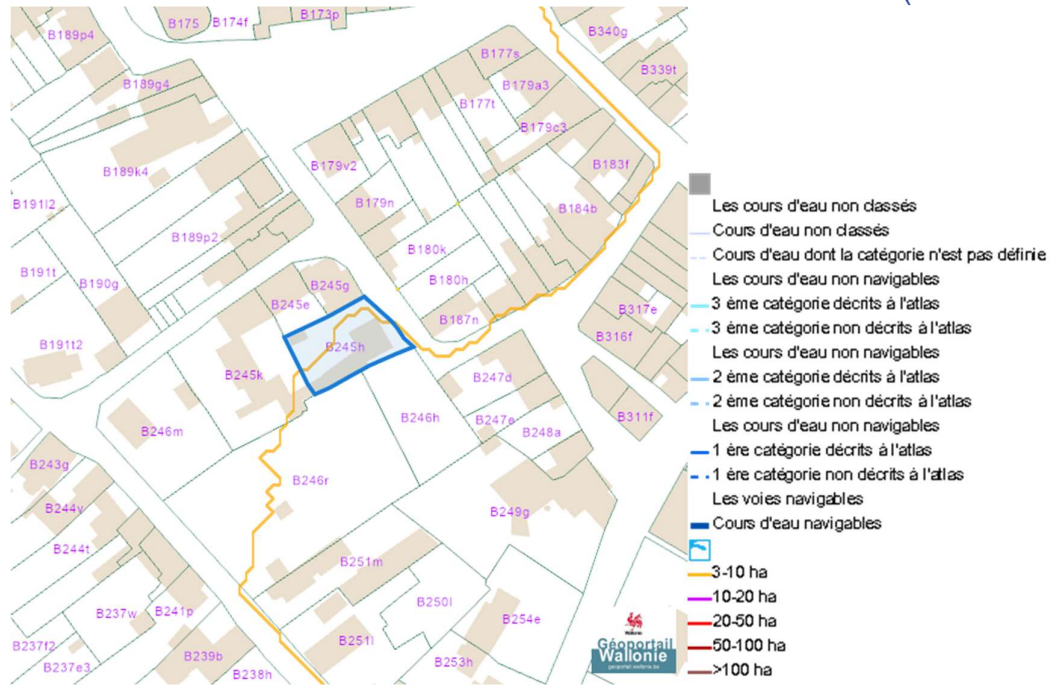 B175
B174f
B173p
B189p4
B340g
B177s
B339t
B189g4
B179a3
B177t
B179c3
B179v2
B183f
B189k4
B191l2
B179n
B184b
B189p2
B180k
B191t
B190g
B180h
B245g
B245e
B317e
B187n
B316f
B191t2
B245h
B245k
B247d
B246h
B247e
B311f
B246m
B248a
B243g
B246r
B244v
B249g
B244t
B251m
B237w
B241p
B250l
B254e
B237f2
B239b
B251l
B237e3
B238h
B253h
Les cours d'eau non classés
Cours d'eau non classés
Cours d'eau dont la catégorie n'est pas définie
Les cours d'eau non navigables
3 ème catégorie décrits à l'atlas
3 ème catégorie non décrits à l'atlas
Les cours d'eau non navigables
2 ème catégorie décrits à l'atlas
2 ème catégorie non décrits à l'atlas
Les cours d'eau non navigables
1 ère catégorie décrits à l'atlas
1 ère catégorie non décrits à l'atlas
Les voies navigables
Cours d'eau navigables
3-10 ha
10-20 ha
20-50 ha
50-100 ha
>100 ha
Wallonie
Géoportail
Wallonie
geoportail.wallonie.be